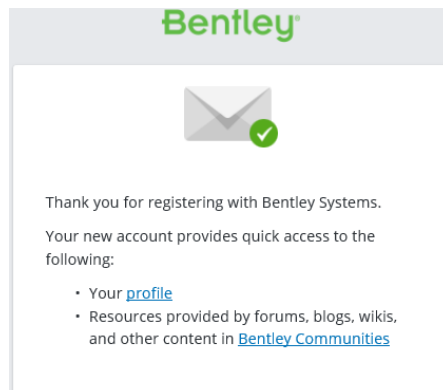 Bentley®
Thank you for registering with Bentley Systems.
Your new account provides quick access to the
following:
• Your profile
• Resources provided by forums, blogs, wikis,
and other content in Bentley Communities